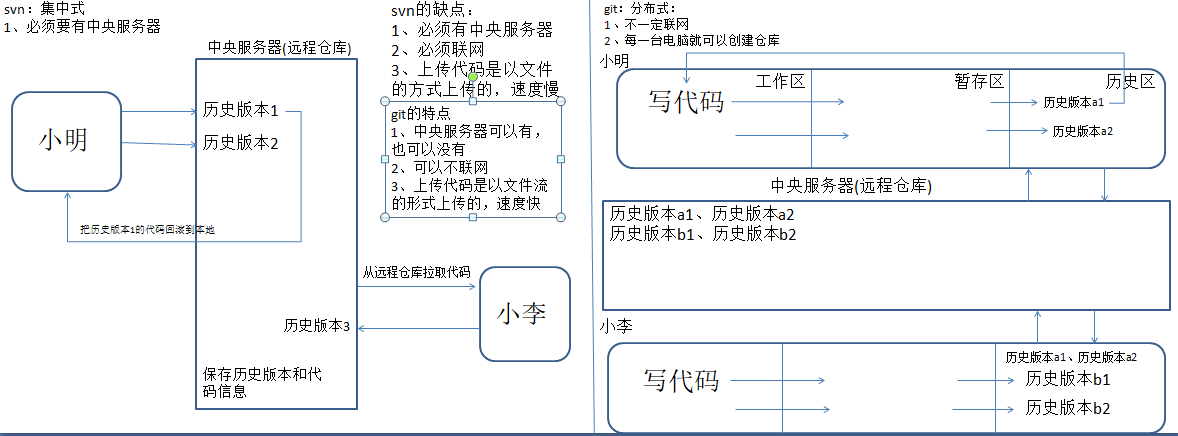 svn：集中式
1、必须要有中央服务器
中央服务器(远程仓库)
小明
历史版本1
历史版本2
把历史版本1的代码回滚到本地
从远程仓库拉取代码
小李
历史版本3
保存历史版本和代
码信息
svn的缺点：
1、必须有中央服务器
2、必须联网
3、上传代码是以文件
的方式上传的，速度慢
git的特点
1、中央服务器可以有，
也可以没有
2、可以不联网
3、上传代码是以文件流
的形式上传的，速度快
git：分布式：
1、不一定联网
2、每一台电脑就可以创建仓库
小明
写代码
工作区
暂存区
历史区
历史版本a1
历史版本a2
中央服务器(远程仓库)
历史版本a1、历史版本a2
历史版本b1、历史版本b2
小李
写代码
历史版本a1、历史版本a2
历史版本b1
历史版本b2